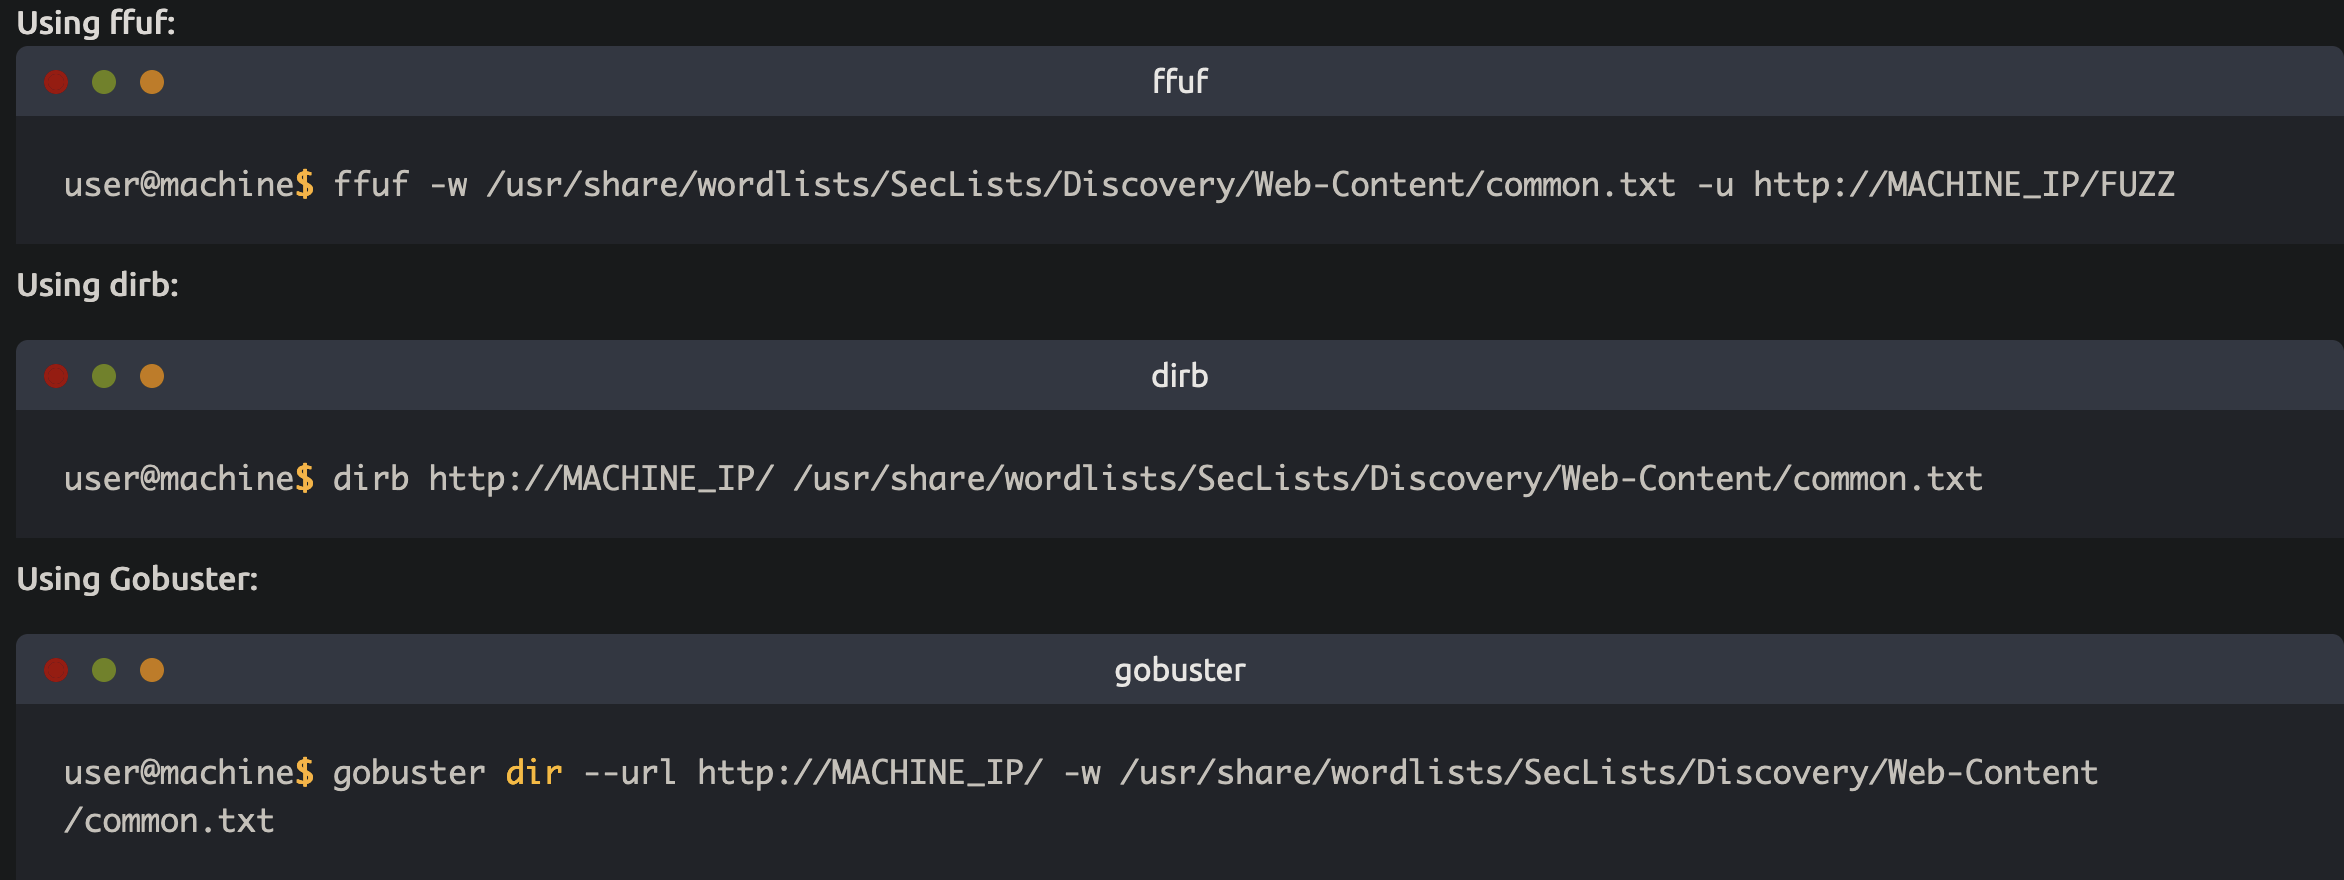 Using ffuf:
ffuf
user@machine$ ffuf -w /usr/share/wordlists/SecLists/Discovery/Web-Content/common.txt -u http://MACHINE_IP/FUZZ
Using dirb:
dirb
user@machine$ dirb http://MACHINE_IP/ /usr/share/wordlists/SecLists/Discovery/Web-Content/common.txt
Using Gobuster:
gobuster
user@machine$ gobuster dir --url http://MACHINE_IP/ -w /usr/share/wordlists/SecLists/Discovery/Web-Content
/common.txt